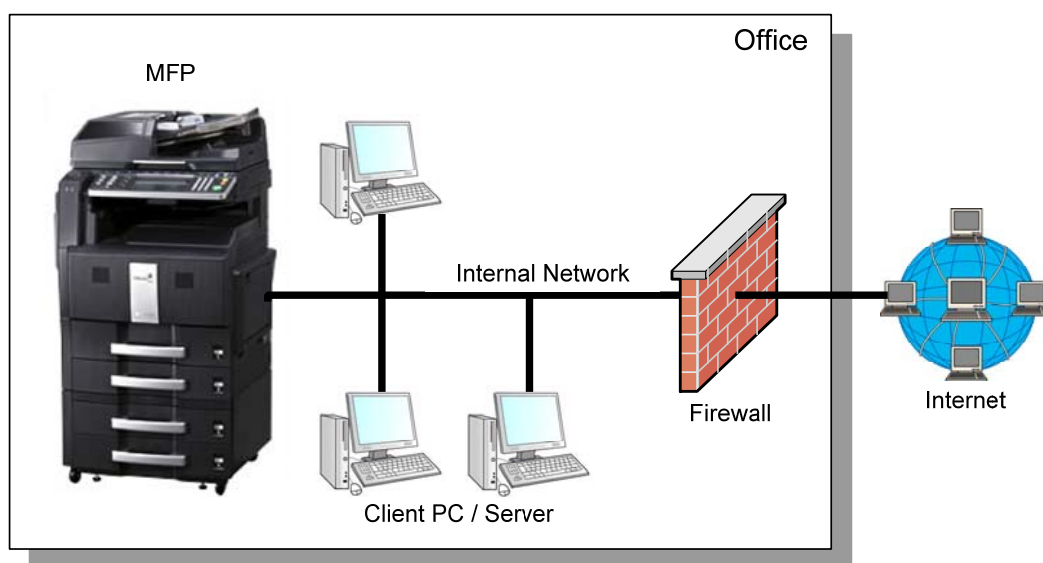 Office
MFP
Internal Network
Firewall
Internet
Client PC / Server